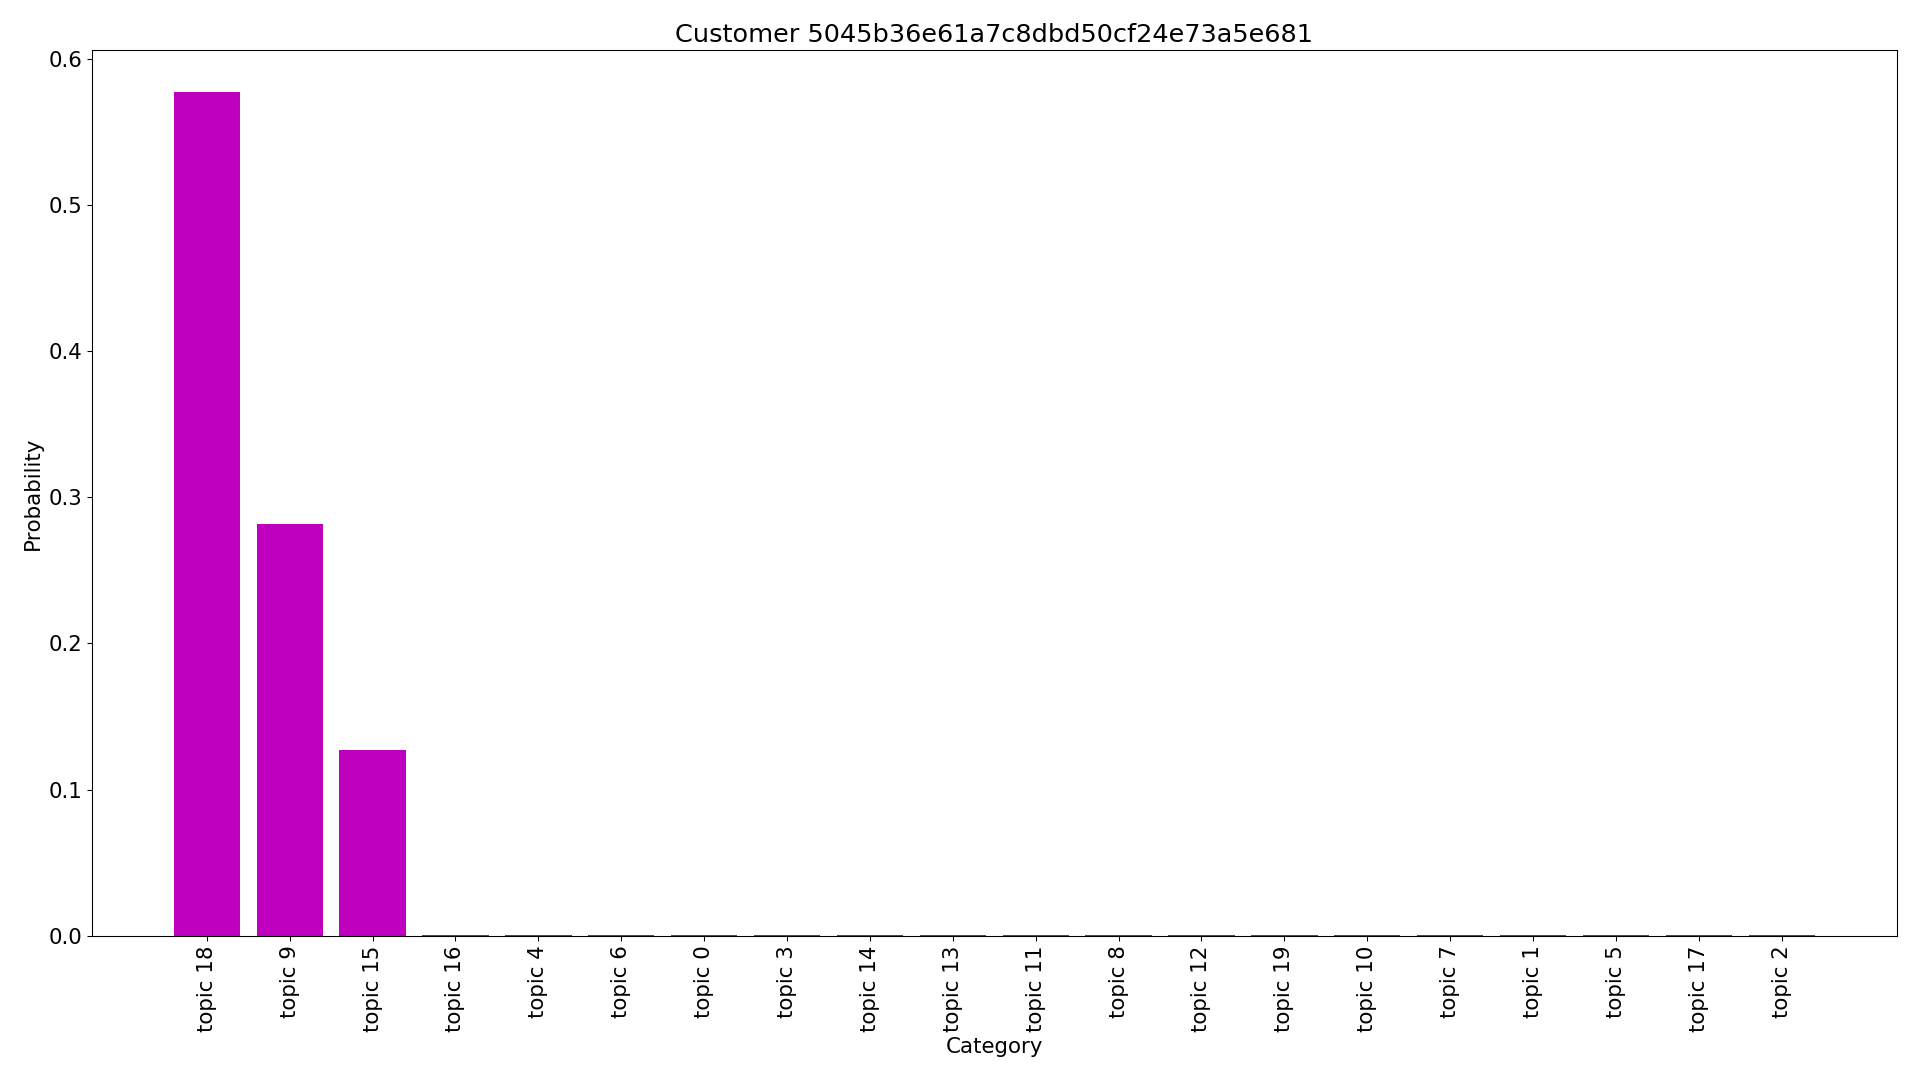 Customer 5045b36e61a7c8dbd50cf24e73a5e681
Probability
0.6
0.5
0.4
0.3
0.2
0.1
0.0
topic 18
topic 9
topic 15
topic 16
topic 4
topic 6
topic 0
topic 3
topic 14
topic 13
topic 11
topic 8
topic 12
topic 19
topic 10
topic 7
topic 1
topic 5
topic 17
topic 2
Category